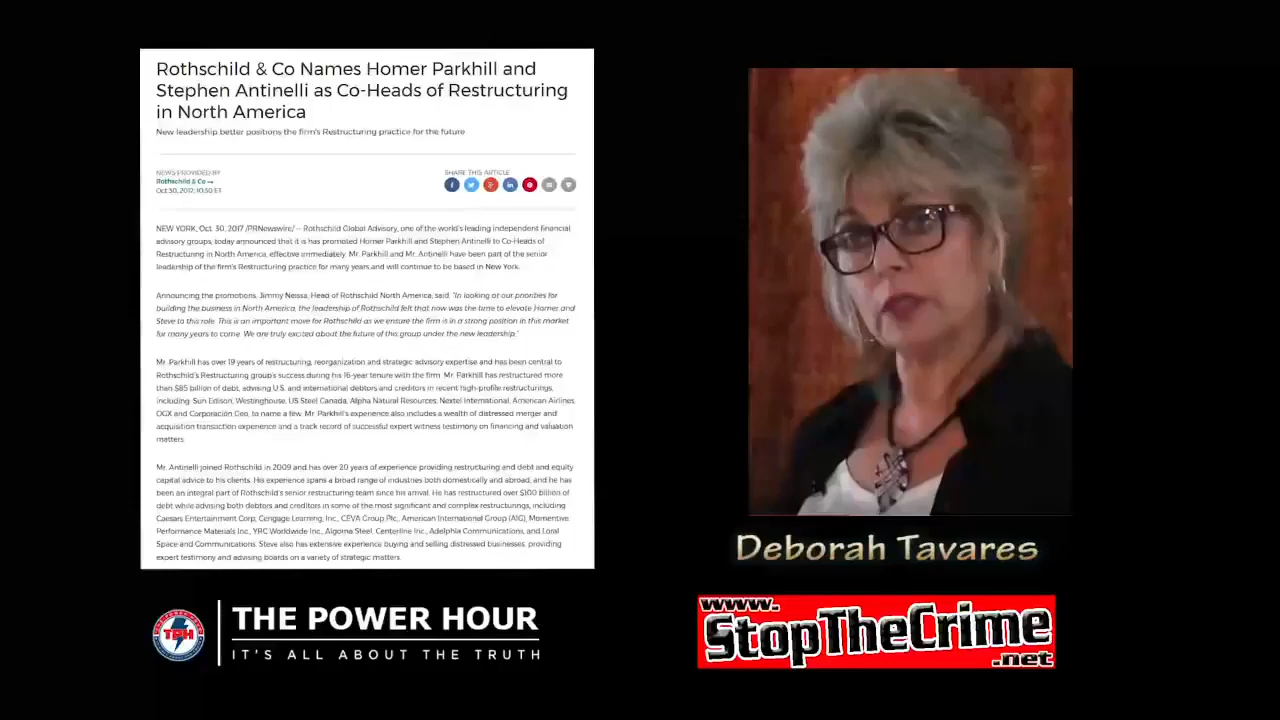 Rothschild & Co Names Homer Parkhill and
Stephen Antinelli as Co-Heads of Restructuring
in North America
New leadership better positions the firm's Restructuring practice for the future
NEWS PROVIDED BY
Rothschild & Co →
Oct 30, 2017, 10:30 ET
SHARE THIS ARTICLE
NEW YORK, Oct. 30, 2017 /PRNewswire/ -- Rothschild Global Advisory, one of the world's leading independent financial
advisory groups, today announced that it is has promoted Homer Parkhill and Stephen Antinelli to Co-Heads of
Restructuring in North America, effective immediately. Mr. Parkhill and Mr. Antinelli have been part of the senior
leadership of the firm's Restructuring practice for many years and will continue to be based in New York.
Announcing the promotions, Jimmy Neissa, Head of Rothschild North America, said, "In looking at our priorities for
building the business in North America, the leadership of Rothschild felt that now was the time to elevate Homer and
Steve to this role. This is an important move for Rothschild as we ensure the firm is in a strong position in this market
for many years to come. We are truly excited about the future of this group under the new leadership."
Mr. Parkhill has over 19 years of restructuring, reorganization and strategic advisory expertise and has been central to
Rothschild's Restructuring group's success during his 16-year tenure with the firm. Mr. Parkhill has restructured more
than $85 billion of debt, advising U.S. and international debtors and creditors in recent high-profile restructurings,
including: Sun Edison, Westinghouse, US Steel Canada, Alpha Natural Resources, Nextel International, American Airlines,
OGX and Corporación Geo, to name a few. Mr. Parkhill's experience also includes a wealth of distressed merger and
acquisition transaction experience and a track record of successful expert witness testimony on financing and valuation
matters.
Mr. Antinelli joined Rothschild in 2009 and has over 20 years of experience providing restructuring and debt and equity
capital advice to his clients. His experience spans a broad range of industries both domestically and abroad, and he has
been an integral part of Rothschild's senior restructuring team since his arrival. He has restructured over $100 billion of
debt while advising both debtors and creditors in some of the most significant and complex restructurings, including
Caesars Entertainment Corp, Cengage Learning, Inc., CEVA Group Plc., American International Group (AIG), Momentive
Performance Materials Inc., YRC Worldwide Inc., Algoma Steel, Centerline Inc., Adelphia Communications, and Loral
Space and Communications. Steve also has extensive experience buying and selling distressed businesses, providing
expert testimony and advising boards on a variety of strategic matters.
Deborah Tavares
TPH
THE POWER HOUR
IT'S ALL ABOUT THE TRUTH
www.
StopTheCrime
.net